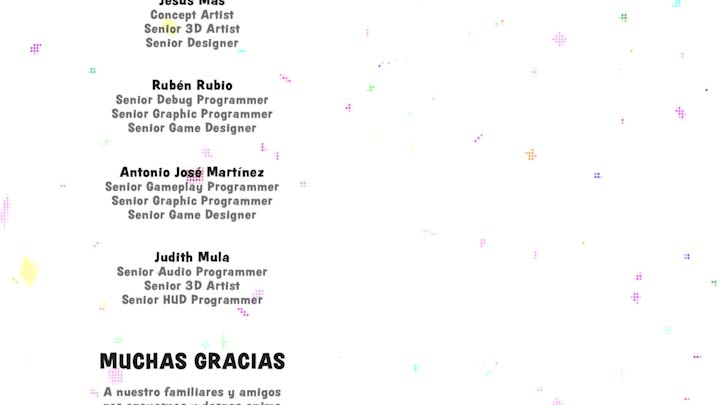 Jesús Mas
Concept Artist
Senior 3D Artist
Senior Designer
Rubén Rubio
Senior Debug Programmer
Senior Graphic Programmer
Senior Game Designer
Antonio José Martínez
Senior Gameplay Programmer
Senior Graphic Programmer
Senior Game Designer
Judith Mula
Senior Audio Programmer
Senior 3D Artist
Senior HUD Programmer
MUCHAS GRACIAS
A nuestro familiares y amigos